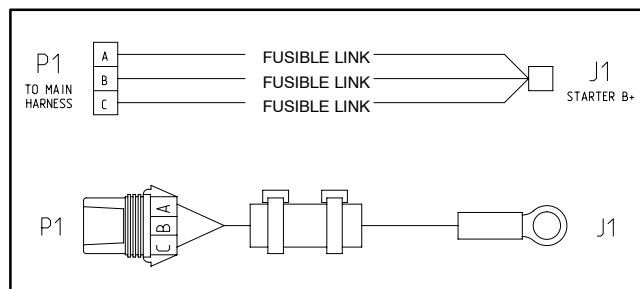 P1
TO MAIN
HARNESS
A
B
C
FUSIBLE LINK
FUSIBLE LINK
FUSIBLE LINK
J1
STARTER B+
P1
A
B
C
J1